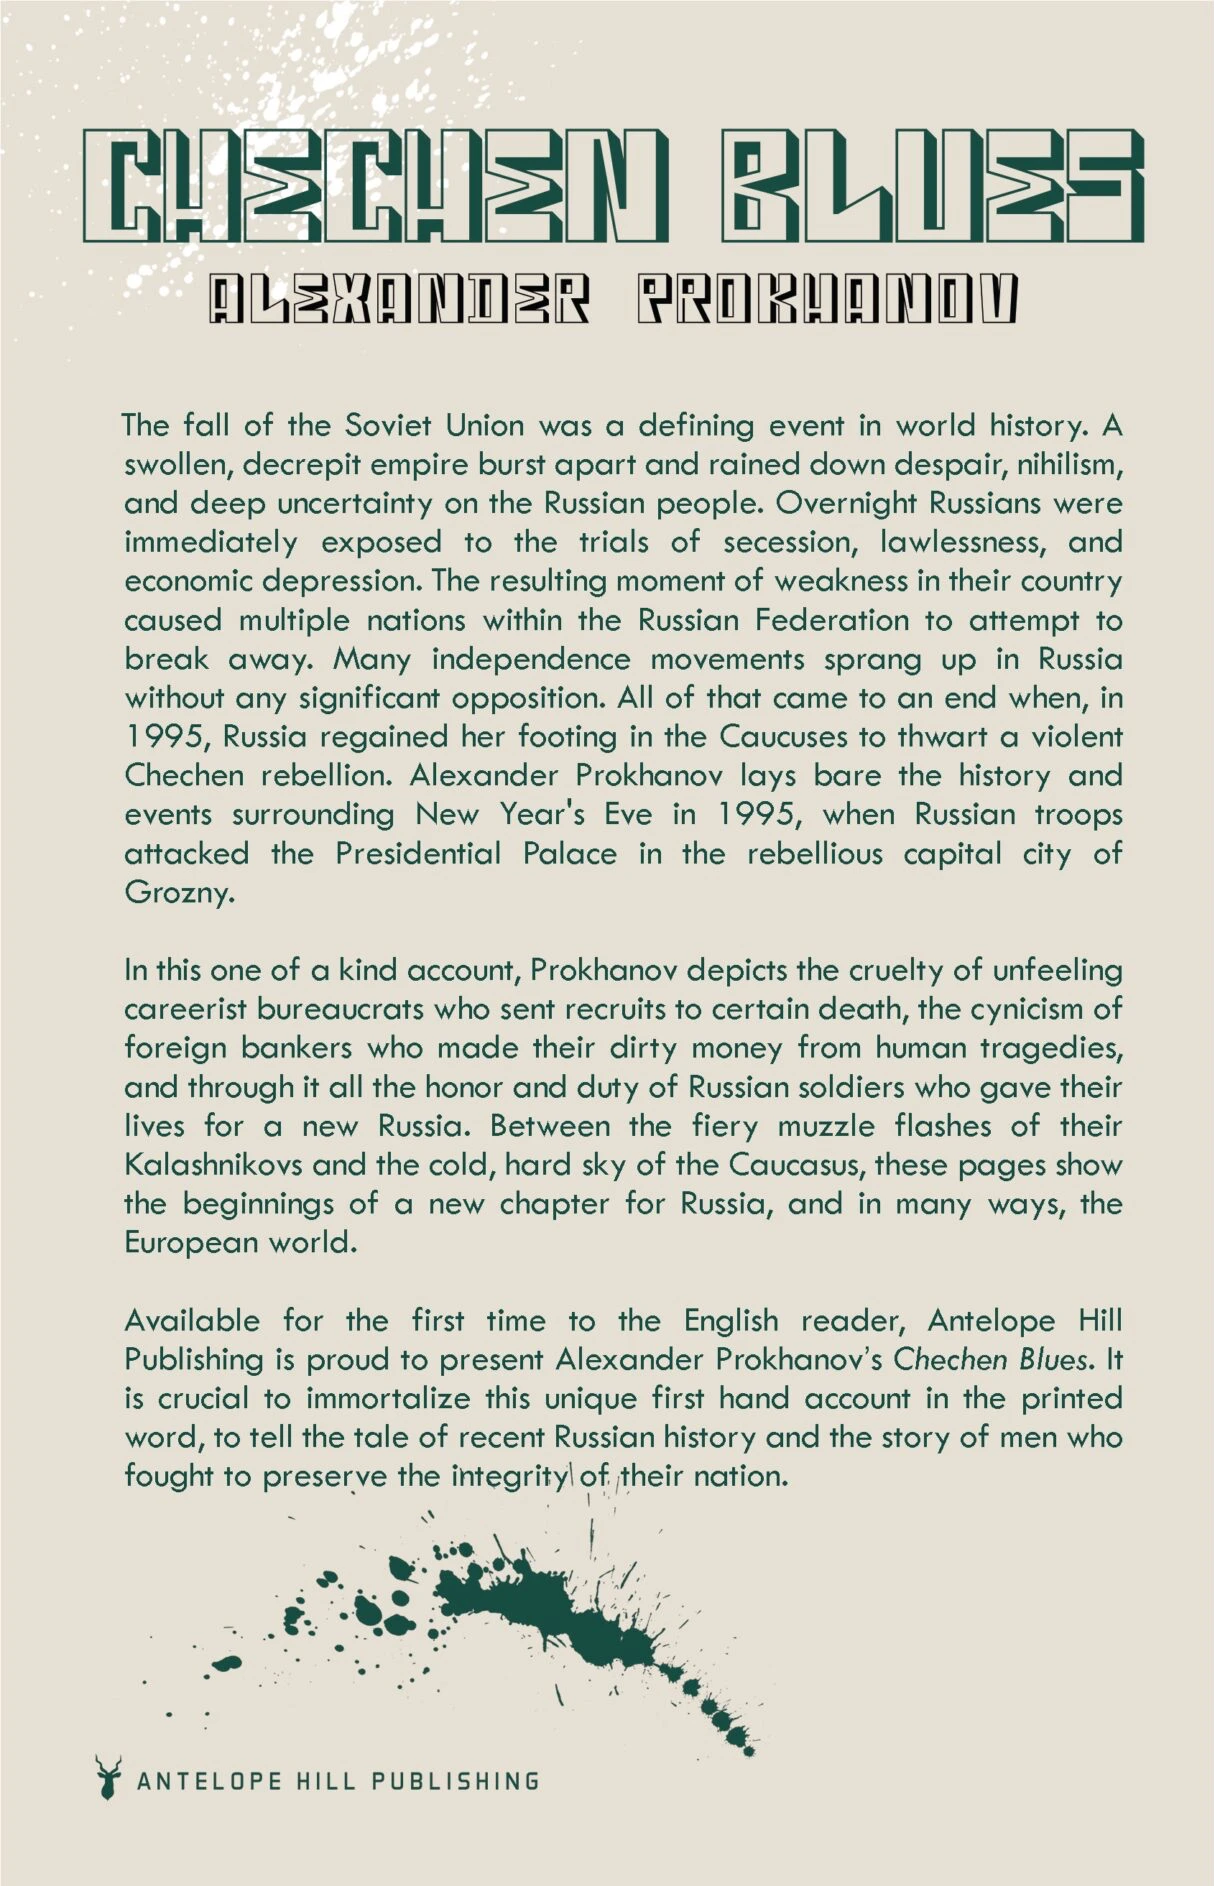 CHECHEN BLUES
ALEXANDER PROKHANOV
The fall of the Soviet Union was a defining event in world history. A
swollen, decrepit empire burst apart and rained down despair, nihilism,
and deep uncertainty on the Russian people. Overnight Russians were
immediately exposed to the trials of secession, lawlessness, and
economic depression. The resulting moment of weakness in their country
caused multiple nations within the Russian Federation to attempt to
break away. Many independence movements sprang up in Russia
without any significant opposition. All of that came to an end when, in
1995, Russia regained her footing in the Caucuses to thwart a violent
Chechen rebellion. Alexander Prokhanov lays bare the history and
events surrounding New Year's Eve in 1995, when Russian troops
attacked the Presidential Palace in the rebellious capital city of
Grozny.
In this one of a kind account, Prokhanov depicts the cruelty of unfeeling
careerist bureaucrats who sent recruits to certain death, the cynicism of
foreign bankers who made their dirty money from human tragedies,
and through it all the honor and duty of Russian soldiers who gave their
lives for a new Russia. Between the fiery muzzle flashes of their
Kalashnikovs and the cold, hard sky of the Caucasus, these pages show
the beginnings of a new chapter for Russia, and in many ways, the
European world.
Available for the first time to the English reader, Antelope Hill
Publishing is proud to present Alexander Prokhanov’s Chechen Blues. It
is crucial to immortalize this unique first hand account in the printed
word, to tell the tale of recent Russian history and the story of men who
fought to preserve the integrity of their nation.
ANTELOPE HILL PUBLISHING